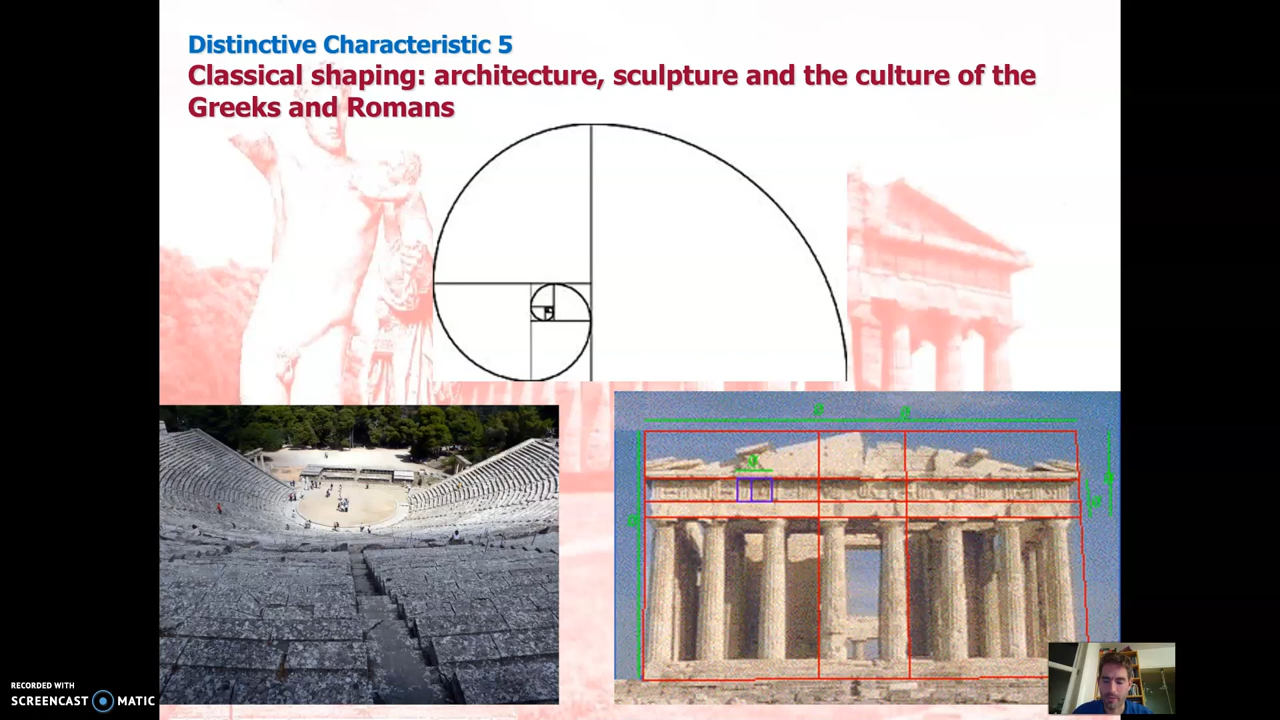 Distinctive Characteristic 5
Classical shaping: architecture, sculpture and the culture of the
Greeks and Romans
RECORDED WITH
SCREENCAST MATIC